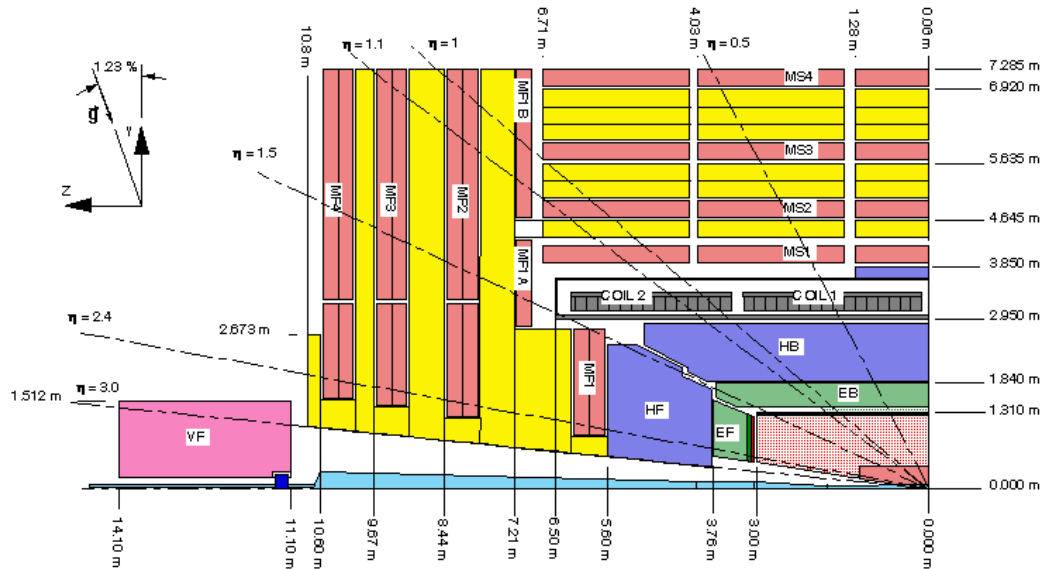 6.71 m
4.03 m
1.28 m
0.06 m
10.8 m
η = 1.1
η = 1
η = 0.5
1.23 %
g
Y
Z
MS4
7.285 m
6.920 m
MF1 B
η = 1.5
MS3
5.635 m
MF4
MF3
MF2
MS2
4.645 m
MF1 A
MS1
3.850 m
COIL 2
COIL 1
2.950 m
η = 2.4
2.673 m
HB
MF1
1.840 m
η = 3.0
1.512 m
EB
1.310 m
VF
HF
EF
0.000 m
14.10 m
11.10 m
10.60 m
9.67 m
8.44 m
7.21 m
6.50 m
5.60 m
3.76 m
3.00 m
0.000 m